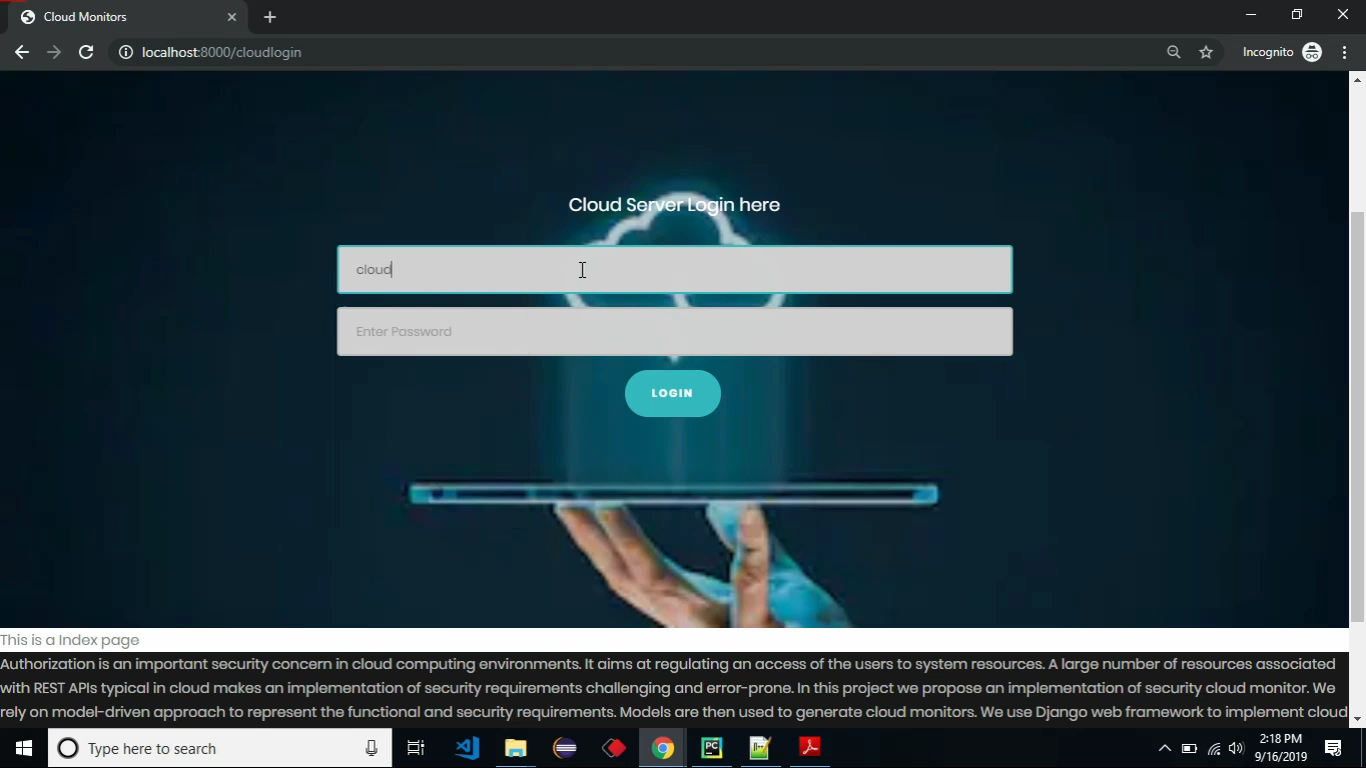 Cloud Monitors
localhost:8000/cloudlogin
Incognito
Cloud Server Login here
cloud
Enter Password
LOGIN
This is a Index page
Authorization is an important security concern in cloud computing environments. It aims at regulating an access of the users to system resources. A large number of resources associated
with REST APIs typical in cloud makes an implementation of security requirements challenging and error-prone. In this project we propose an implementation of security cloud monitor. We
rely on model-driven approach to represent the functional and security requirements. Models are then used to generate cloud monitors. We use Django web framework to implement cloud
Type here to search
PC
2:18 PM
9/16/2019